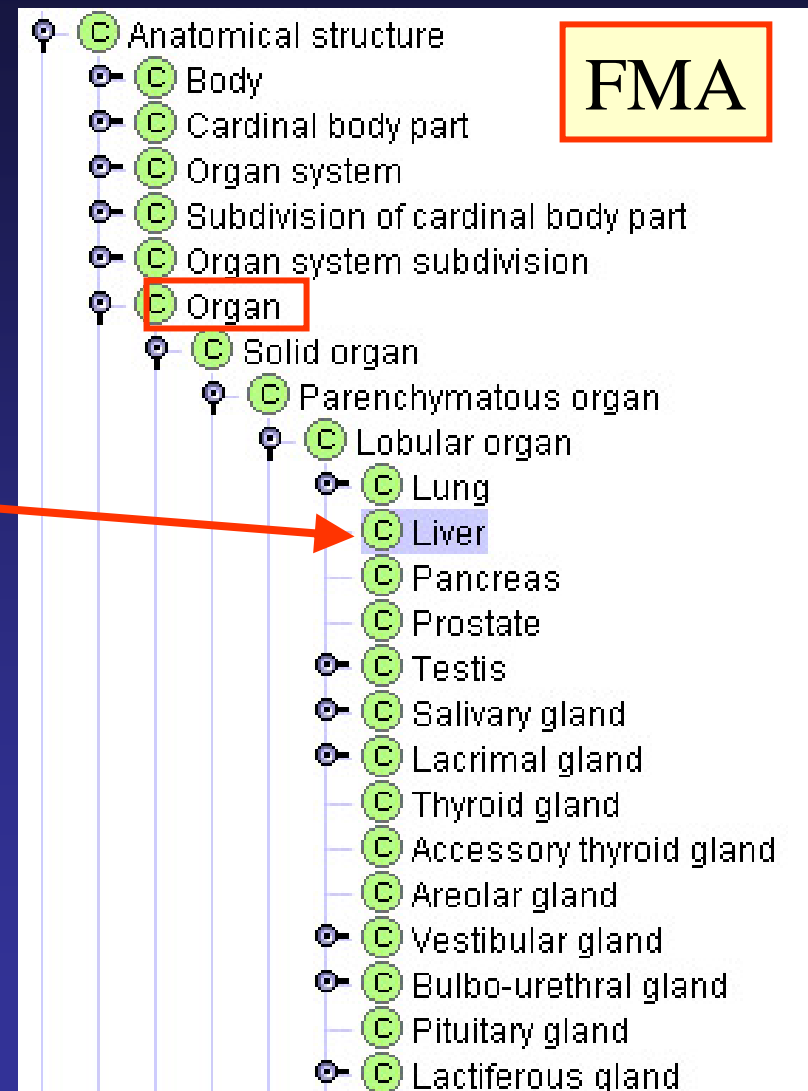 C Anatomical structure
FMA
C Body
C Cardinal body part
C Organ system
C Subdivision of cardinal body part
C Organ system subdivision
C Organ
C Solid organ
C Parenchymatous organ
C Lobular organ
C Lung
C Liver
C Pancreas
C Prostate
C Testis
C Salivary gland
C Lacrimal gland
C Thyroid gland
C Accessory thyroid gland
C Areolar gland
C Vestibular gland
C Bulbo-urethral gland
C Pituitary gland
C Lactiferous gland